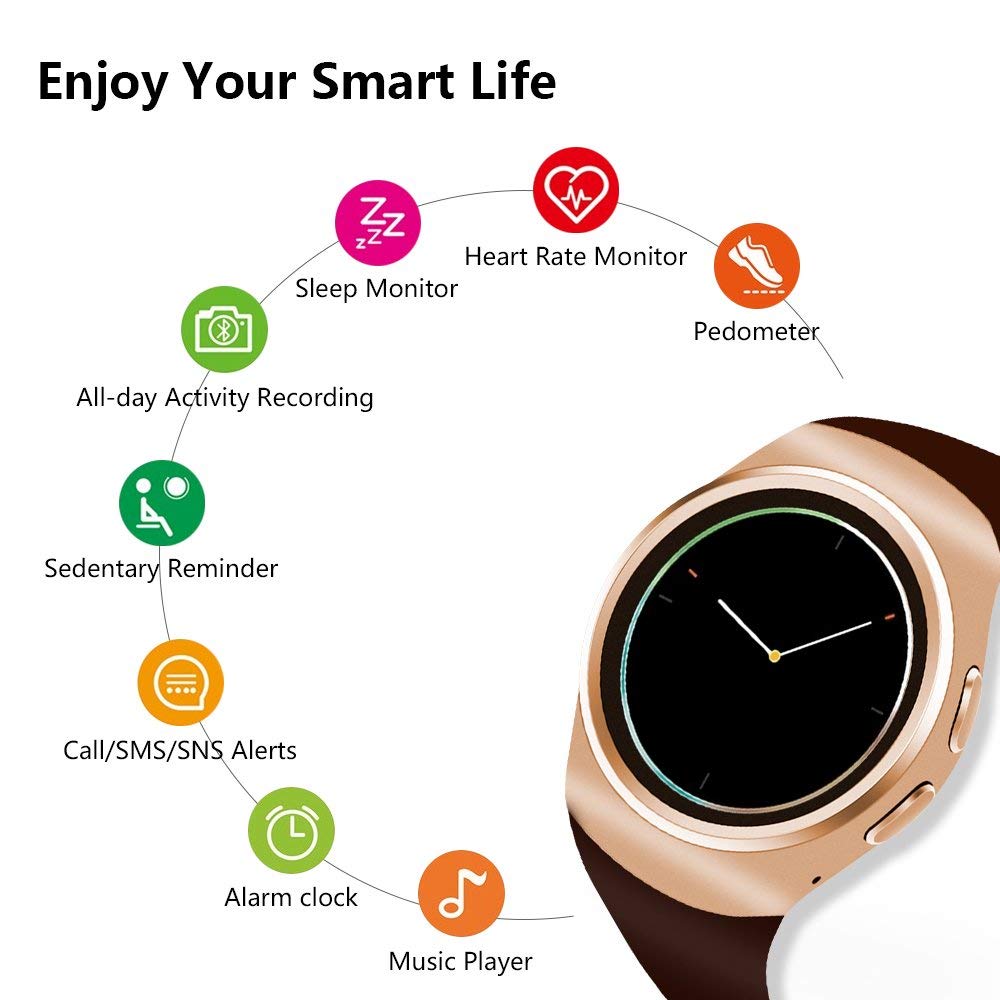 Enjoy Your Smart Life
Heart Rate Monitor
Sleep Monitor
Pedometer
All-day Activity Recording
Sedentary Reminder
Call/SMS/SNS Alerts
Alarm clock
Music Player